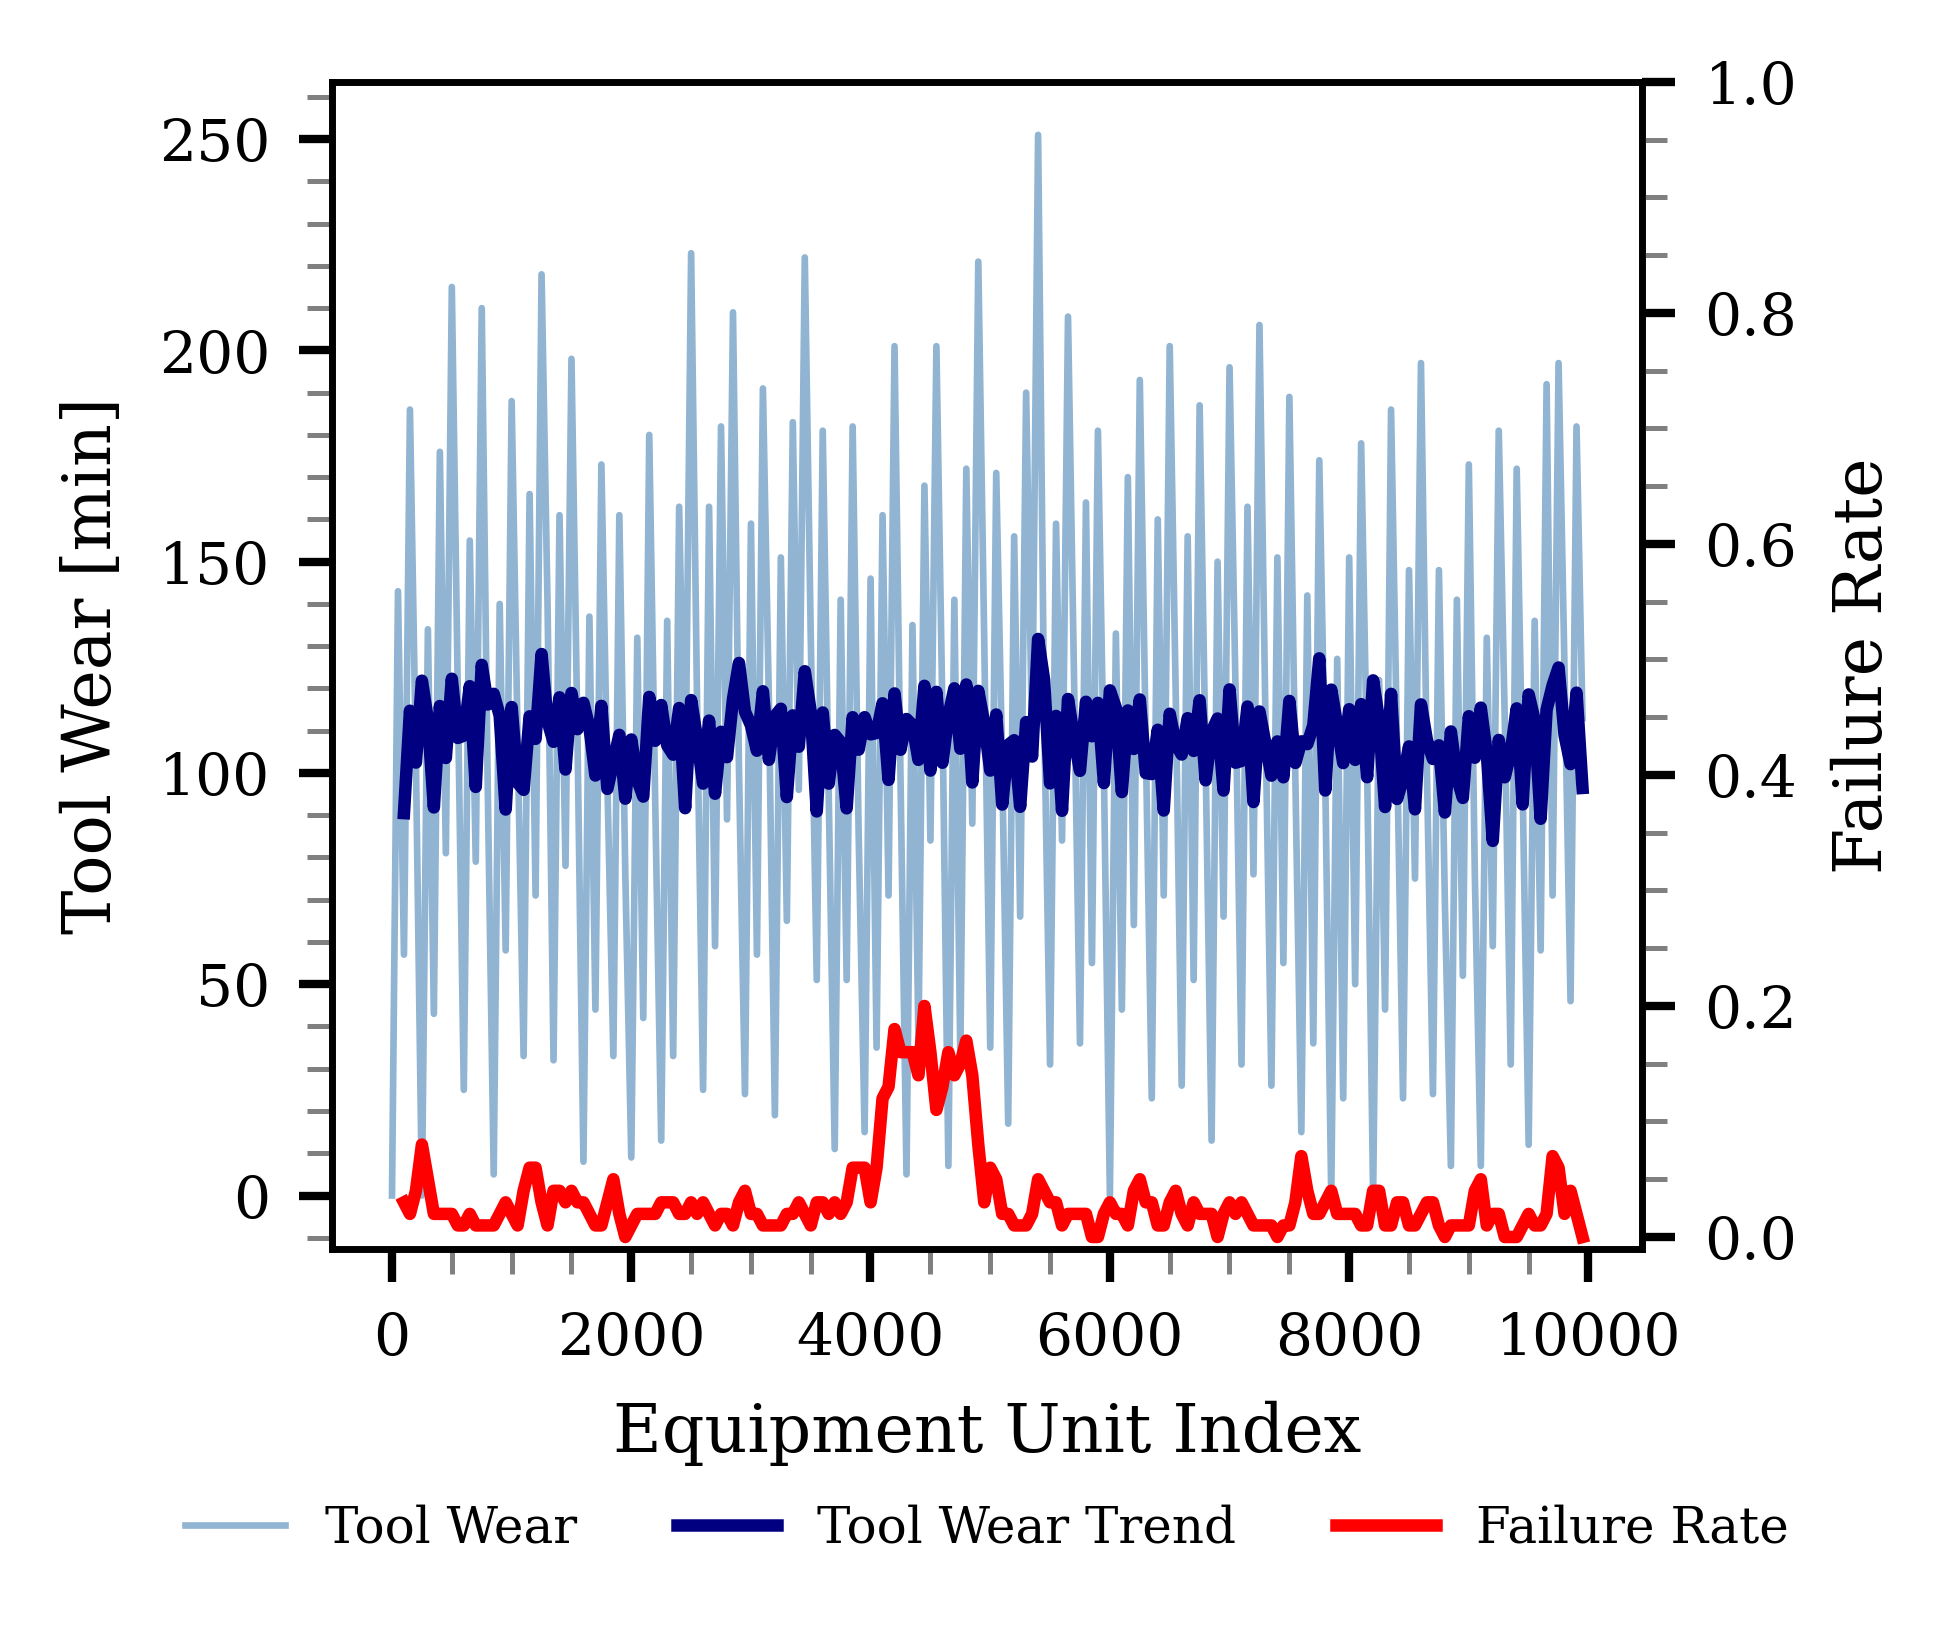 Tool Wear [min]
250
200
150
100
50
0
1.0
0.8
0.6
0.4
0.2
0.0
Failure Rate
0 2000 4000 6000 8000 10000
Equipment Unit Index
Tool Wear Tool Wear Trend Failure Rate